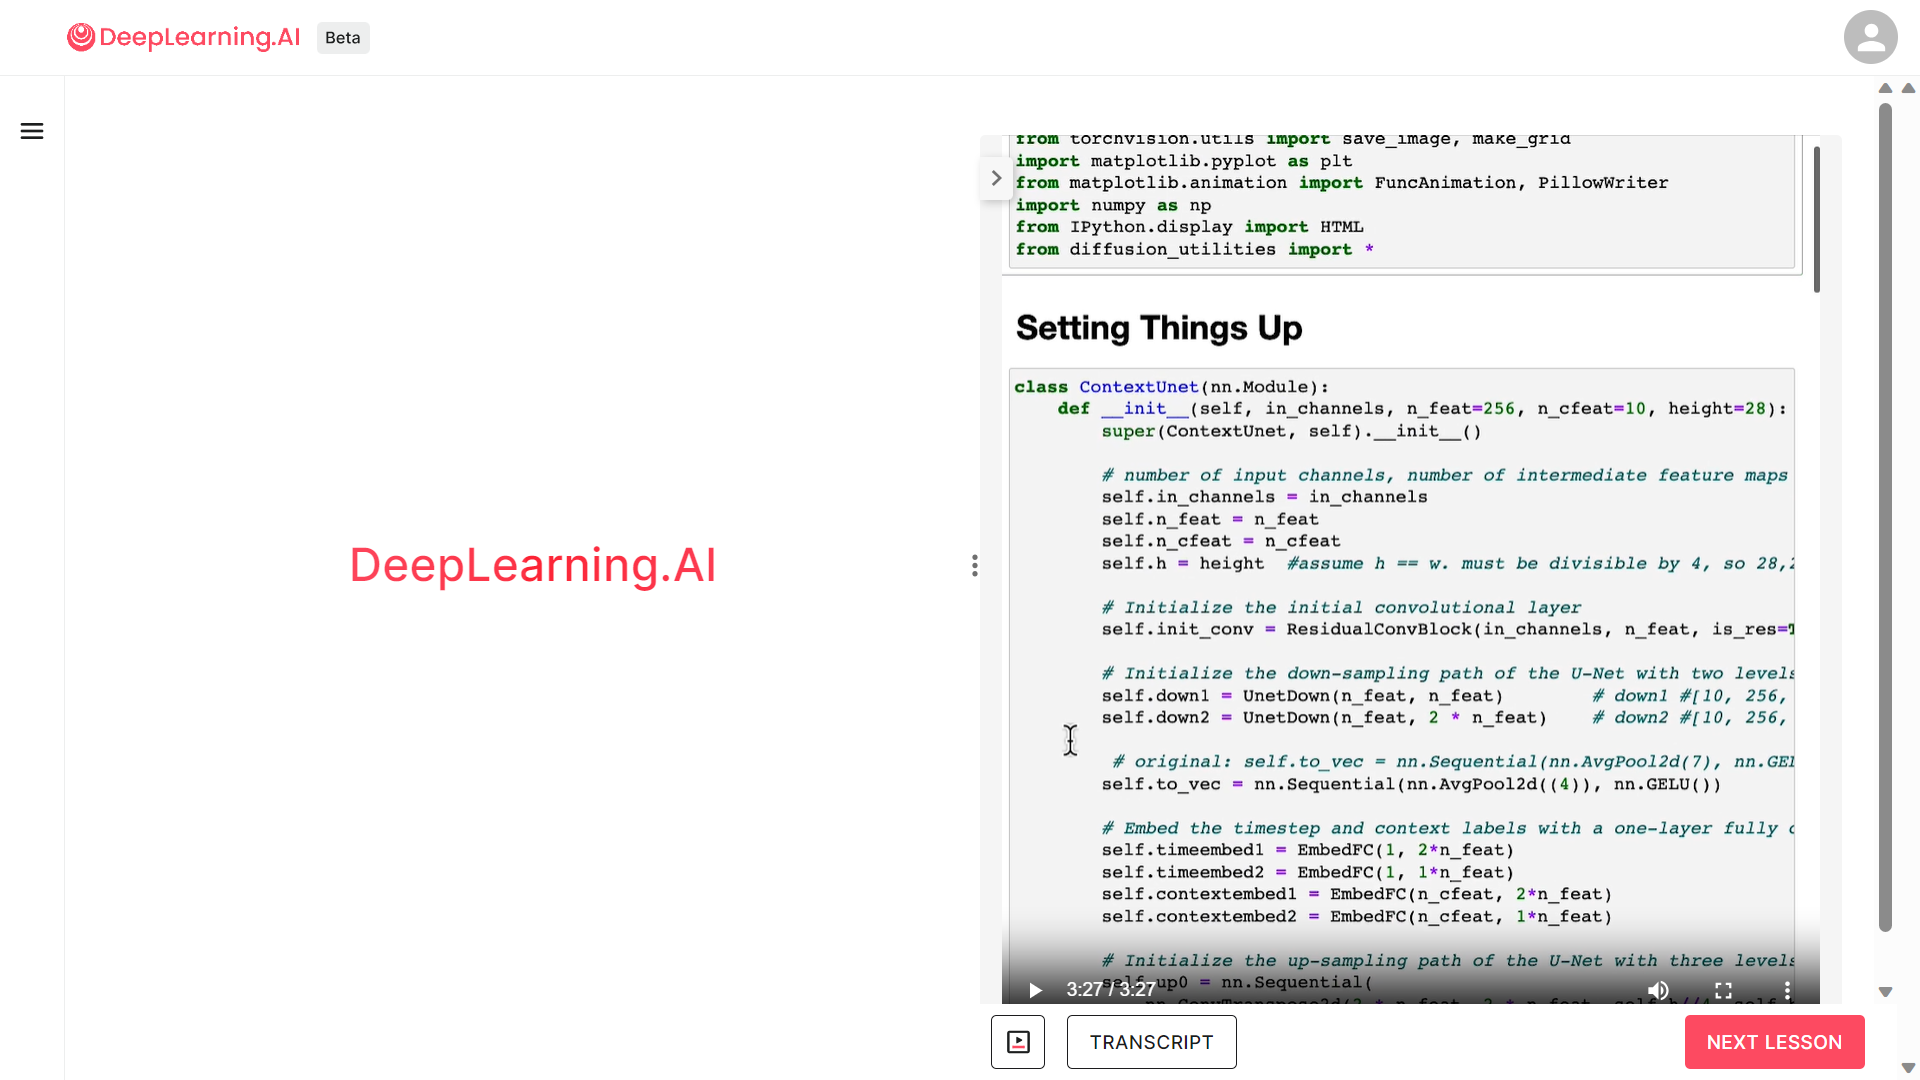 DeepLearning.AI Beta
from torchvision.utils import save_image, make_grid
import matplotlib.pyplot as plt
from matplotlib.animation import FuncAnimation, PillowWriter
import numpy as np
from IPython.display import HTML
from diffusion_utilities import *
Setting Things Up
class ContextUnet(nn.Module):
    def __init__(self, in_channels, n_feat=256, n_cfeat=10, height=28):
        super(ContextUnet, self).__init__()
        # number of input channels, number of intermediate feature maps
        self.in_channels = in_channels
        self.n_feat = n_feat
        self.n_cfeat = n_cfeat
        self.h = height  #assume h == w. must be divisible by 4, so 28,2
        # Initialize the initial convolutional layer
        self.init_conv = ResidualConvBlock(in_channels, n_feat, is_res=T
        # Initialize the down-sampling path of the U-Net with two levels
        self.down1 = UnetDown(n_feat, n_feat)        # down1 #[10, 256,
        self.down2 = UnetDown(n_feat, 2 * n_feat)    # down2 #[10, 256,
         # original: self.to_vec = nn.Sequential(nn.AvgPool2d(7), nn.GEL
        self.to_vec = nn.Sequential(nn.AvgPool2d((4)), nn.GELU())
        # Embed the timestep and context labels with a one-layer fully
        self.timeembed1 = EmbedFC(1, 2*n_feat)
        self.timeembed2 = EmbedFC(1, 1*n_feat)
        self.contextembed1 = EmbedFC(n_cfeat, 2*n_feat)
        self.contextembed2 = EmbedFC(n_cfeat, 1*n_feat)
        # Initialize the up-sampling path of the U-Net with three levels
        self.up0 = nn.Sequential(
3:27 / 3:27
DeepLearning.AI
TRANSCRIPT
NEXT LESSON